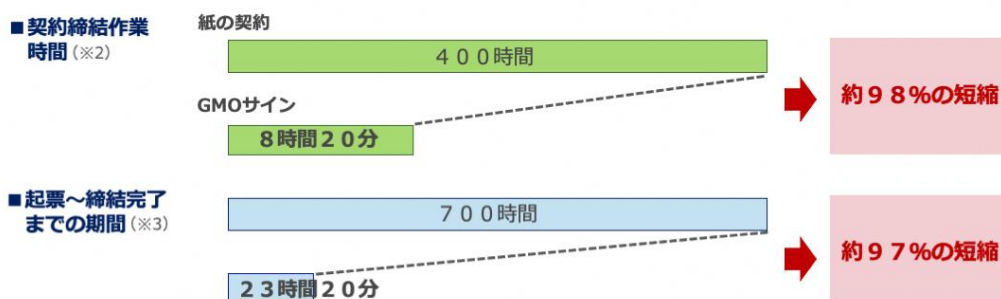 ■契約締結作業
時間(※2)
紙の契約
400時間
GMOサイン
8時間20分
約98%の短縮
■起票~締結完了
までの期間(※3)
700時間
23時間20分
約97%の短縮